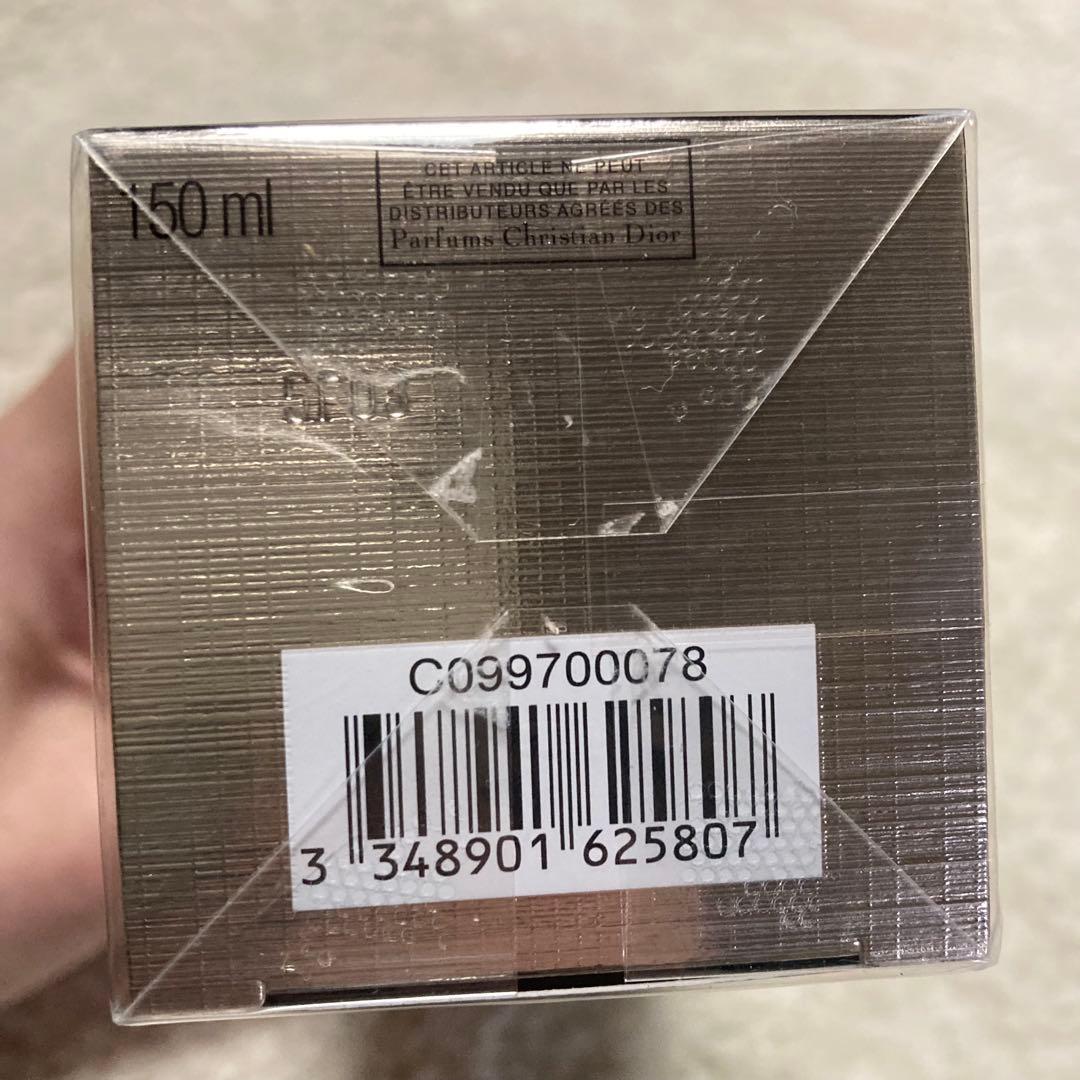 150 ml
CET ARTICLE NE PEUT
ÊTRE VENDU QUE PAR LES
DISTRIBUTEURS AGRÉÉS DES
Parfums Christian Dior
C099700078
3 348901 625807